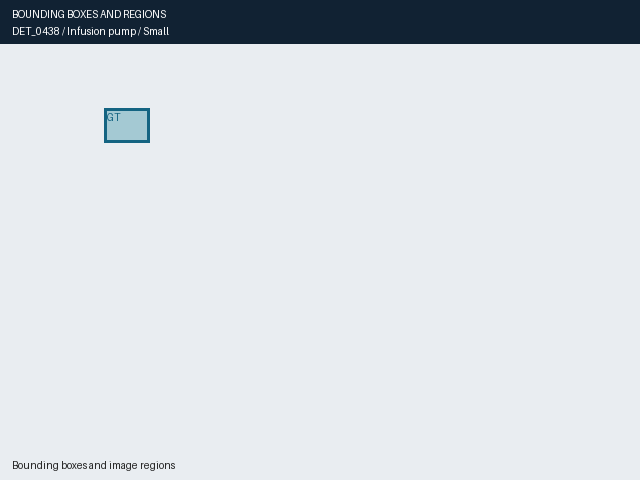 BOUNDING BOXES AND REGIONS
DET_0438 / Infusion pump / Small
GT
Bounding boxes and image regions